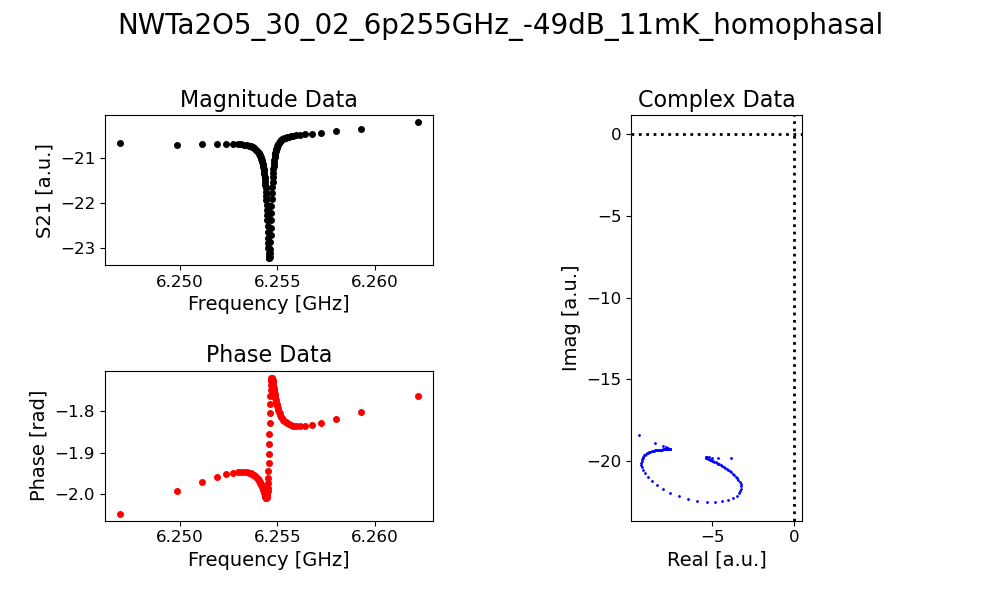 NWTa2O5_30_02_6p255GHz_-49dB_11mK_homophasal
Magnitude Data
S21 [a.u.]
−21
−22
−23
6.250 6.255 6.260
Frequency [GHz]
Phase Data
Phase [rad]
−1.8
−1.9
−2.0
6.250 6.255 6.260
Frequency [GHz]
Complex Data
Imag [a.u.]
0
−5
−10
−15
−20
−5 0
Real [a.u.]